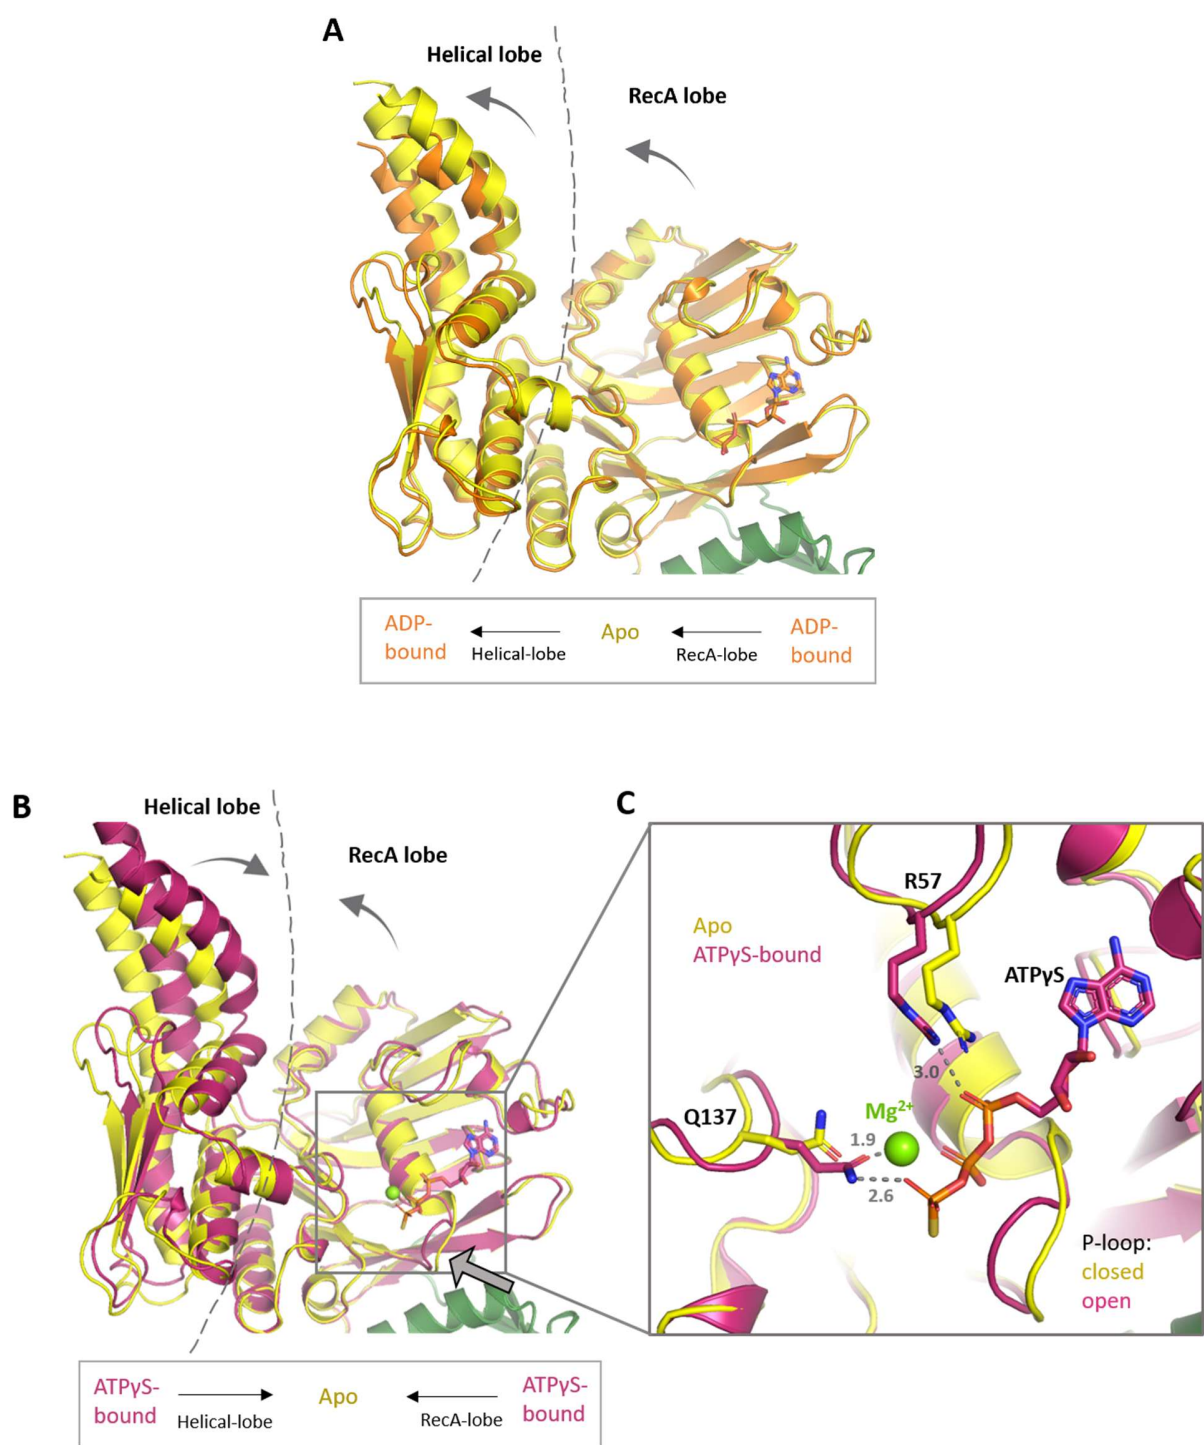 A
Helical lobe
RecA lobe
ADP-
bound
Helical-lobe
Apo
RecA-lobe
ADP-
bound
B
Helical lobe
RecA lobe
ATPγS-
bound
Helical-lobe
Apo
RecA-lobe
ATPγS-
bound
C
R57
Apo
ATPγS-bound
ATPγS
3.0
Mg²⁺
Q137
1.9
2.6
P-loop:
closed
open